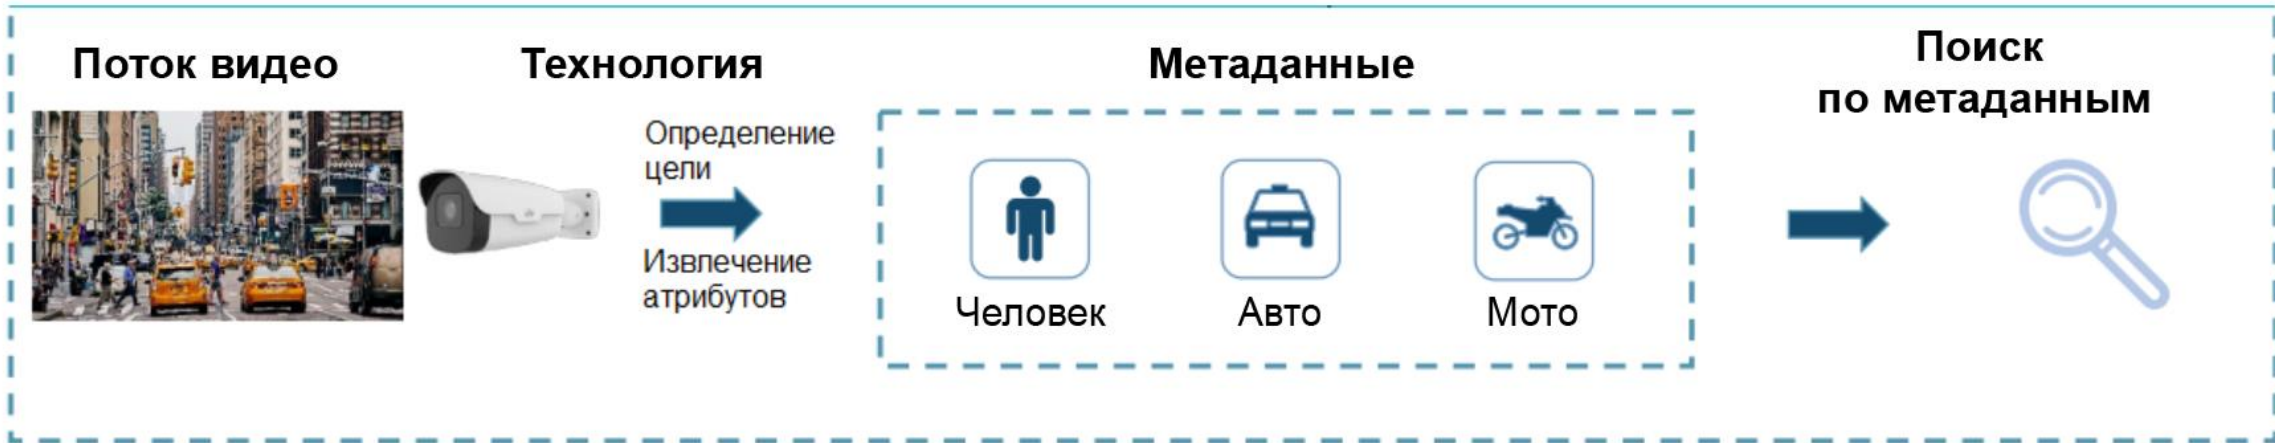 Поток видео
Технология
Метаданные
Поиск
по метаданным
Определение
цели
Извлечение
атрибутов
Человек
Авто
Мото